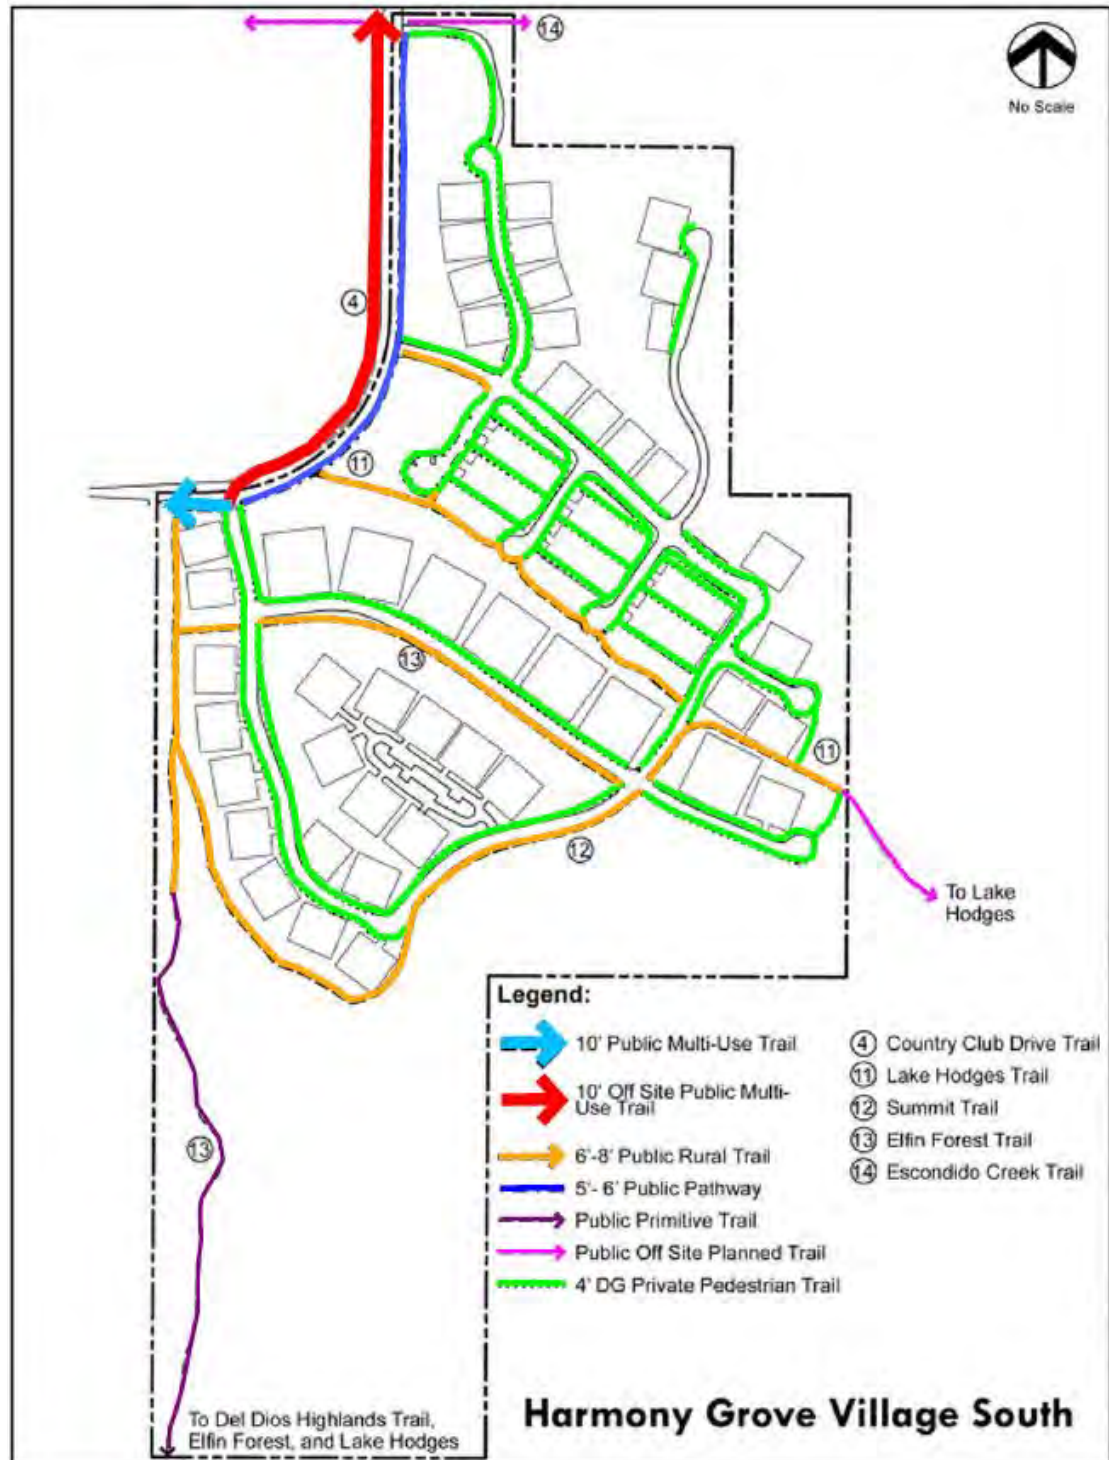 14
No Scale
4
11
13
11
12
To Lake
Hodges
13
Legend:
10' Public Multi-Use Trail
10' Off Site Public Multi-
Use Trail
6'-8' Public Rural Trail
5'- 6' Public Pathway
Public Primitive Trail
Public Off Site Planned Trail
4' DG Private Pedestrian Trail
4 Country Club Drive Trail
11 Lake Hodges Trail
12 Summit Trail
13 Elfin Forest Trail
14 Escondido Creek Trail
To Del Dios Highlands Trail,
Elfin Forest, and Lake Hodges
Harmony Grove Village South